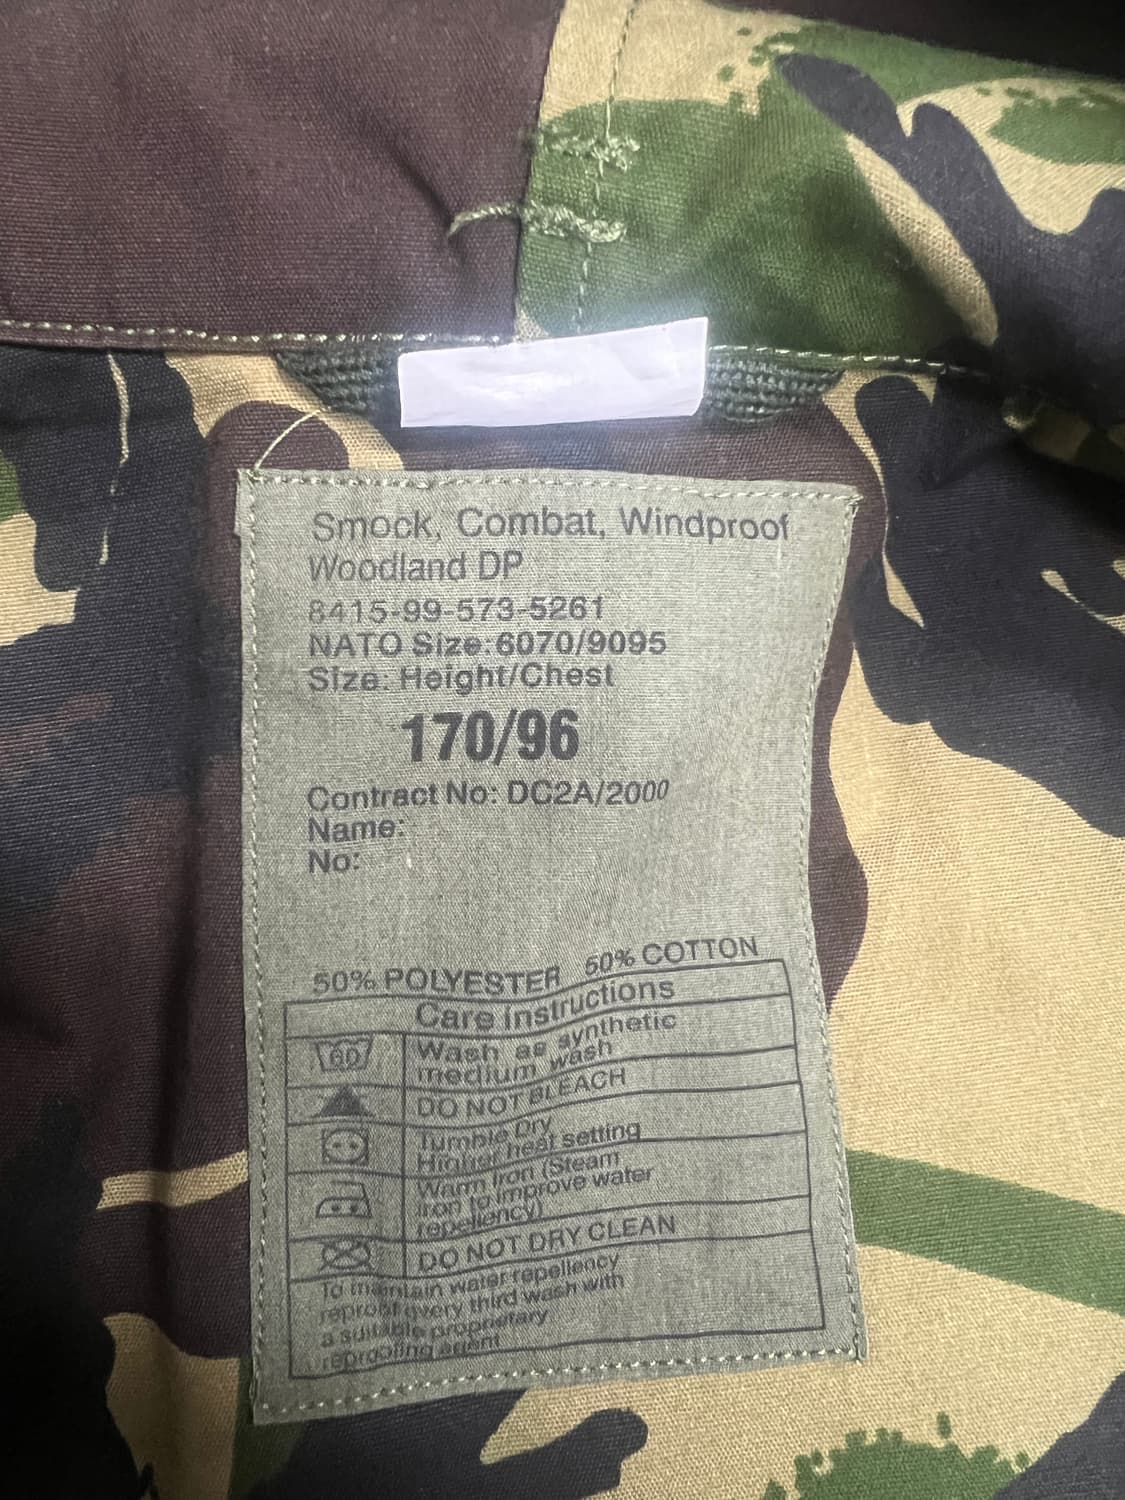 Smock, Combat, Windproof
Woodland DP
8415-99-573-5261
NATO Size:6070/9095
Size: Height/Chest
170/96
Contract No: DC2A/2000
Name:
No:
50% POLYESTER 50% COTTON
Care Instructions
60
Wash as synthetic
medium wash
DO NOT BLEACH
Tumble Dry
Higher heat setting
Warm Iron (Steam
iron to improve water
repellency)
DO NOT DRY CLEAN
To maintain water repellency
reproof every third wash with
a suitable proprietary
reproofing agent